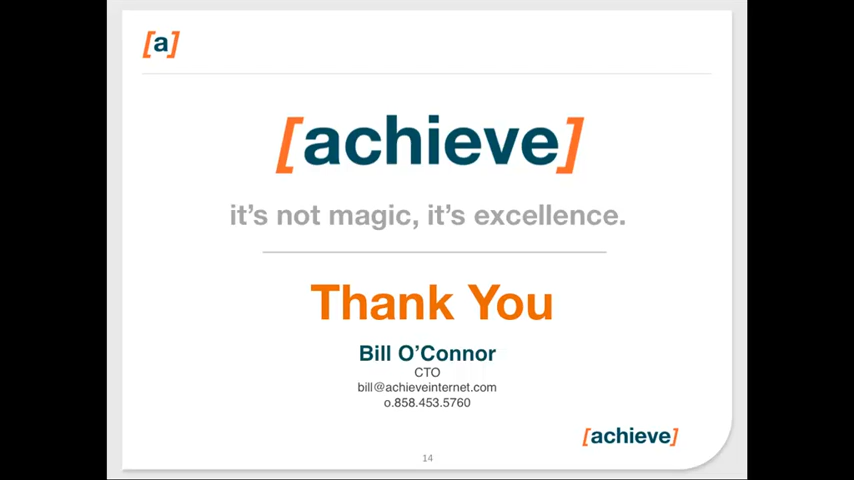 [a]
[achieve]
it's not magic, it's excellence.
Thank You
Bill O'Connor
CTO
bill@achieveinternet.com
o.858.453.5760
[achieve]
14